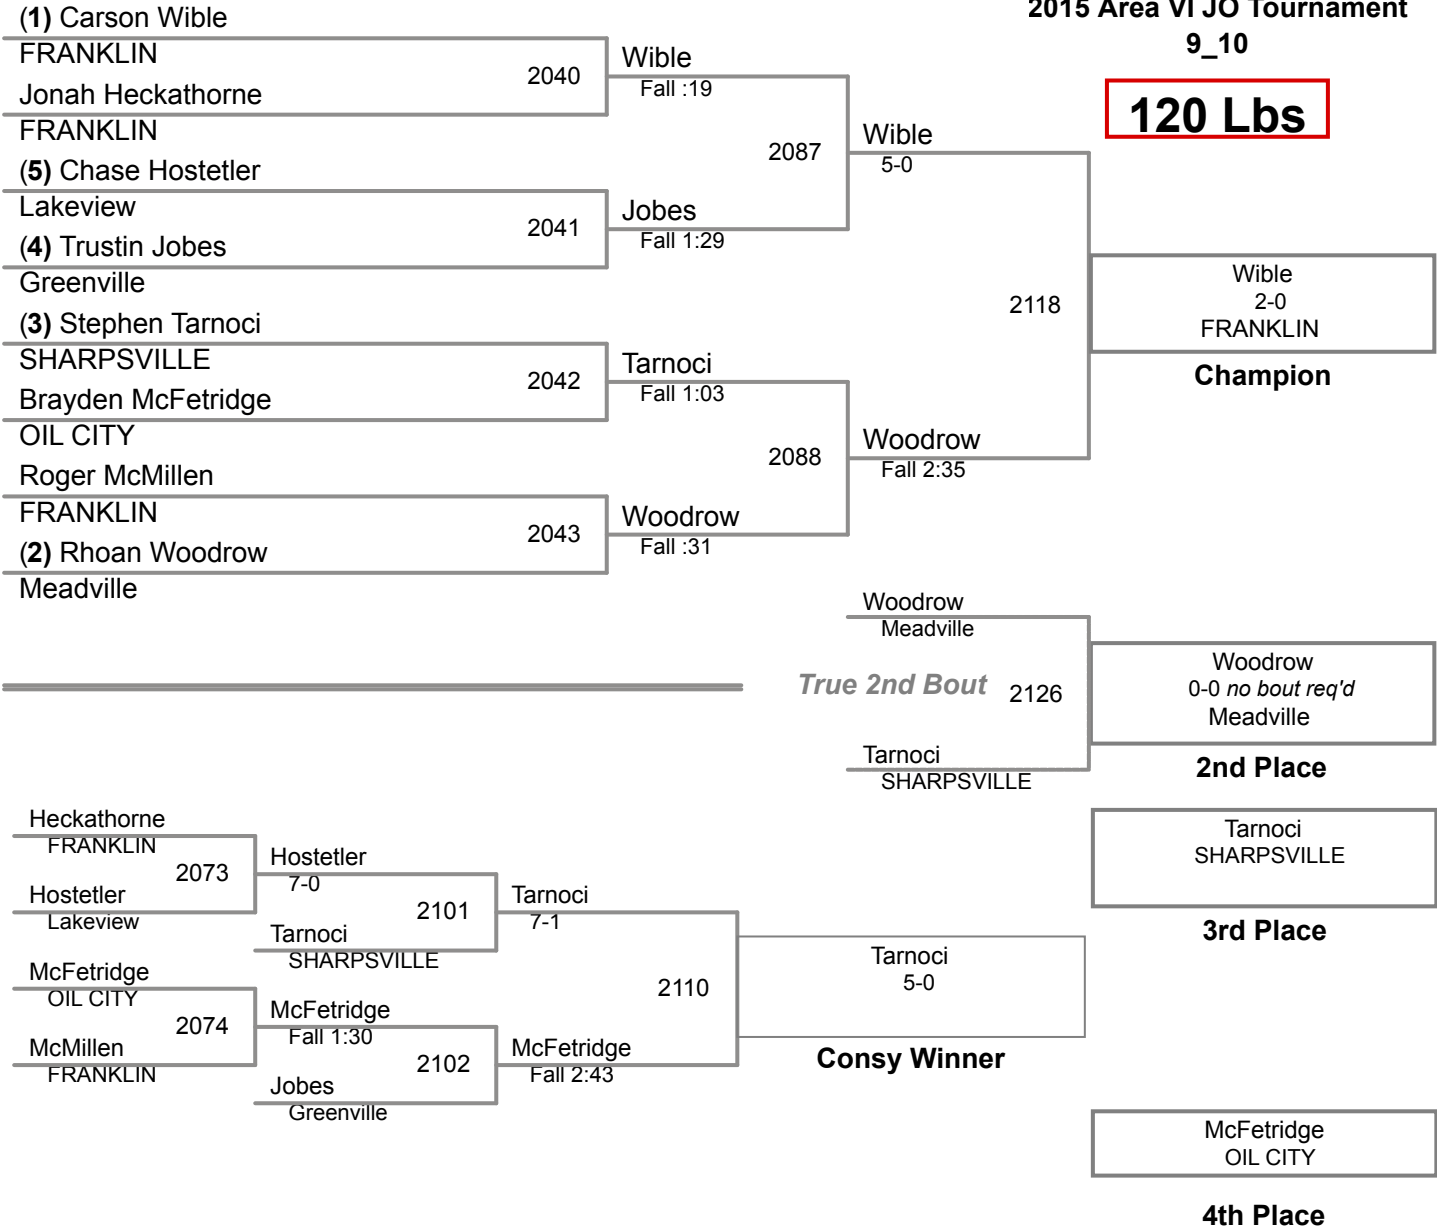 2015 Area VI JO Tournament
9_10
120 Lbs
(1) Carson Wible
FRANKLIN
Jonah Heckathorne
FRANKLIN
(5) Chase Hostetler
Lakeview
(4) Trustin Jobes
Greenville
(3) Stephen Tarnoci
SHARPSVILLE
Brayden McFetridge
OIL CITY
Roger McMillen
FRANKLIN
(2) Rhoan Woodrow
Meadville
2040
2041
2042
2043
Wible
Fall :19
Jobes
Fall 1:29
Tarnoci
Fall 1:03
Woodrow
Fall :31
2087
2088
Wible
5-0
Woodrow
Fall 2:35
2118
Wible
2-0
FRANKLIN
Champion
Woodrow
Meadville
True 2nd Bout 2126
Tarnoci
SHARPSVILLE
Woodrow
0-0 no bout req'd
Meadville
2nd Place
Heckathorne
FRANKLIN
2073
Hostetler
Lakeview
McFetridge
OIL CITY
2074
McMillen
FRANKLIN
Hostetler
7-0
2101
Tarnoci
SHARPSVILLE
McFetridge
Fall 1:30
2102
Jobes
Greenville
Tarnoci
7-1
2110
McFetridge
Fall 2:43
Tarnoci
5-0
Consy Winner
Tarnoci
SHARPSVILLE
3rd Place
McFetridge
OIL CITY
4th Place